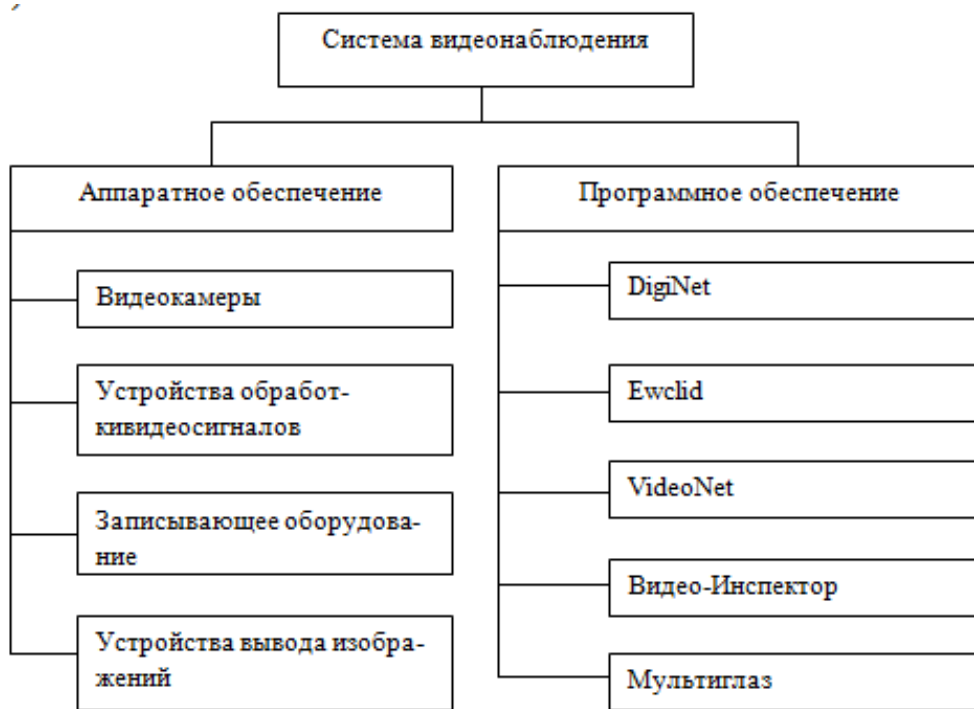 Система видеонаблюдения
Аппаратное обеспечение
Видеокамеры
Устройства обработ-
кивидеосигналов
Записывающее оборудова-
ние
Устройства вывода изобра-
жений
Программное обеспечение
DigiNet
Ewclid
VideoNet
Видео-Инспектор
Мультиглаз